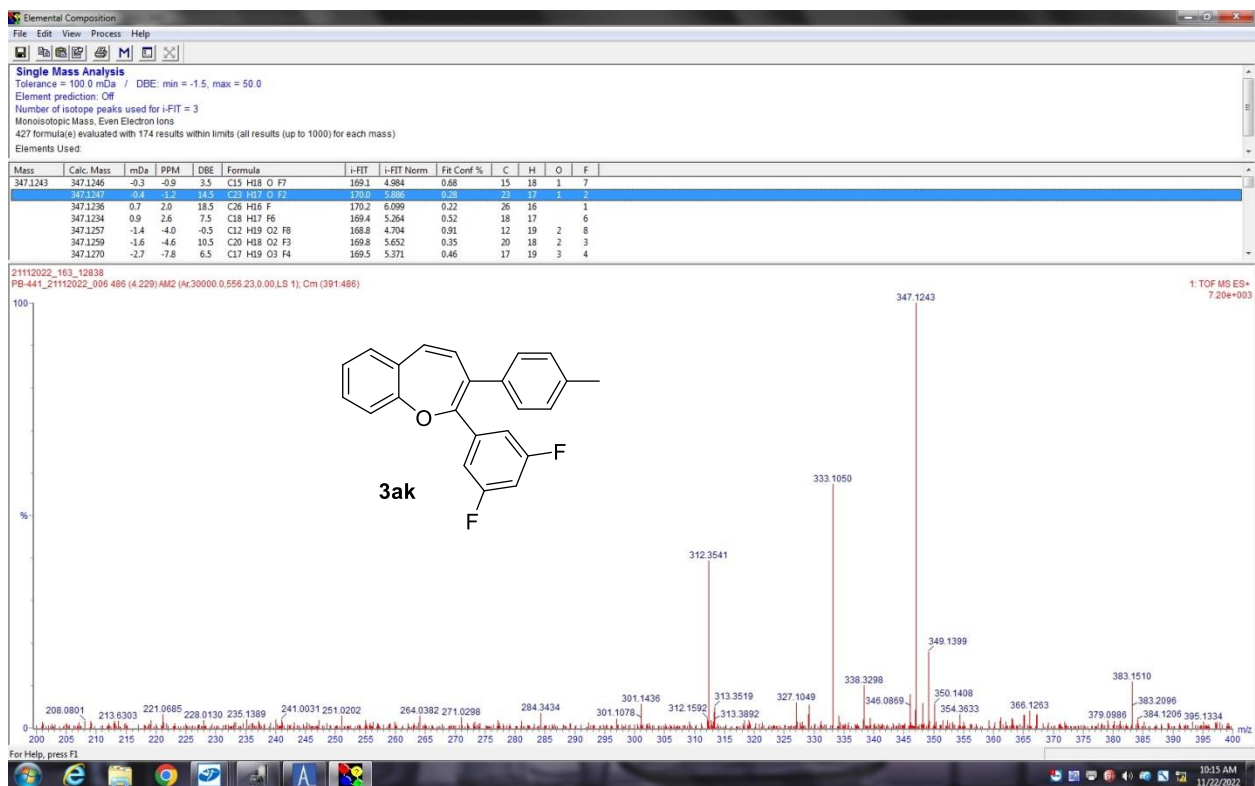 Elemental Composition
File Edit View Process Help
Single Mass Analysis
Tolerance = 100.0 mDa / DBE: min = -1.5, max = 50.0
Element prediction: Off
Number of isotope peaks used for i-FIT = 3
Monoisotopic Mass, Even Electron Ions
427 formula(e) evaluated with 174 results within limits (all results (up to 1000) for each mass)
Elements Used:
Mass Calc. Mass mDa PPM DBE Formula i-FIT i-FIT Norm Fit Conf % C H O F
347.1243 347.1246 -0.3 -0.9 3.5 C15 H18 O F7 169.1 4.984 0.68 15 18 1 7
347.1247 -0.4 -1.2 14.5 C23 H17 O F2 170.0 5.886 0.28 23 17 1 2
347.1236 0.7 2.0 18.5 C26 H16 F 170.2 6.099 0.22 26 16 1
347.1234 0.9 2.6 7.5 C18 H17 F6 169.4 5.264 0.52 18 17 6
347.1257 -1.4 -4.0 -0.5 C12 H19 O2 F8 168.8 4.704 0.91 12 19 2 8
347.1259 -1.6 -4.6 10.5 C20 H18 O2 F3 169.8 5.652 0.35 20 18 2 3
347.1270 -2.7 -7.8 6.5 C17 H19 O3 F4 169.5 5.371 0.46 17 19 3 4
21112022_163_12838
PB-441_21112022_006 486 (4.229) AM2 (Ar,30000.0,556.23,0.00,LS 1); Cm (391:486)
1: TOF MS ES+
7.20e+003
100
347.1243
O
F
F
3ak
333.1050
%
312.3541
349.1399
338.3298
383.1510
208.0801 213.6303 221.0685 228.0130 235.1389 241.0031 251.0202 264.0382 271.0298 284.3434 301.1078 301.1436 312.1592 313.3519 313.3892 327.1049 346.0869 350.1408 354.3633 366.1263 379.0986 383.2096 384.1206 395.1334
0
200 205 210 215 220 225 230 235 240 245 250 255 260 265 270 275 280 285 290 295 300 305 310 315 320 325 330 335 340 345 350 355 360 365 370 375 380 385 390 395 400 m/z
For Help, press F1
10:15 AM
11/22/2022